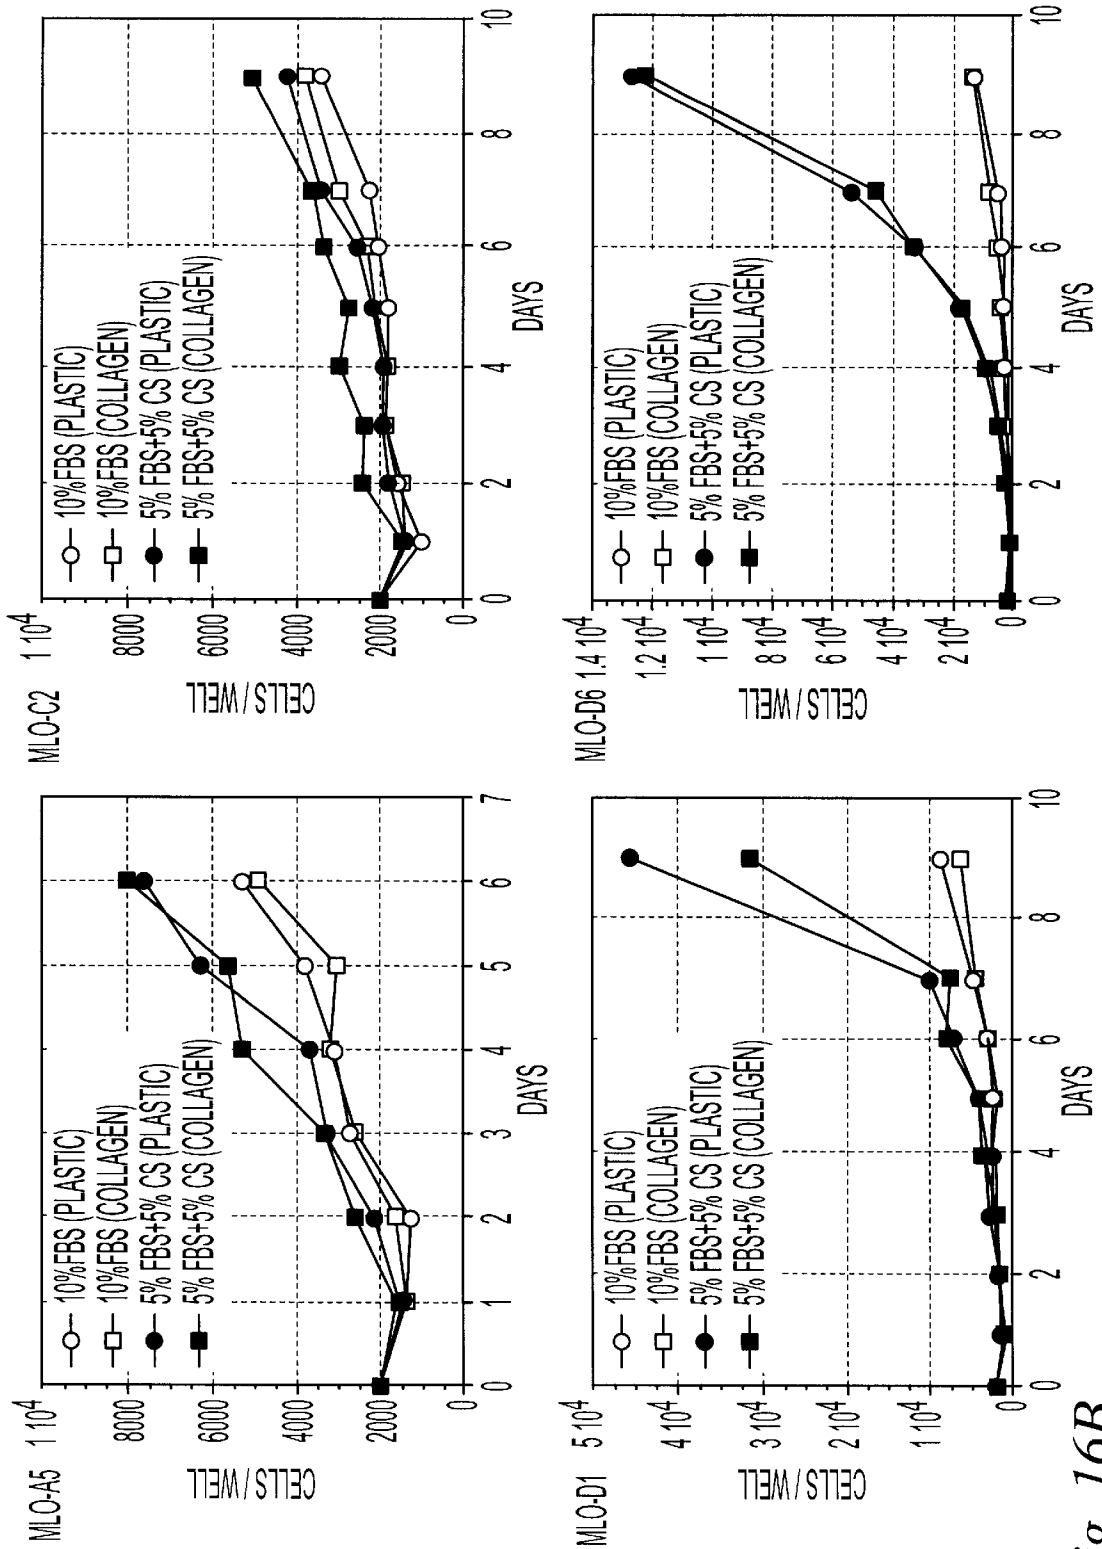 MLO-A5
1 10⁴
8000
6000
4000
2000
0
CELLS / WELL
10%FBS (PLASTIC)
10%FBS (COLLAGEN)
5% FBS+5% CS (PLASTIC)
5% FBS+5% CS (COLLAGEN)
0 1 2 3 4 5 6 7
DAYS
MLO-C2
1 10⁴
8000
6000
4000
2000
0
CELLS / WELL
10%FBS (PLASTIC)
10%FBS (COLLAGEN)
5% FBS+5% CS (PLASTIC)
5% FBS+5% CS (COLLAGEN)
0 2 4 6 8 10
DAYS
MLO-D1
5 10⁴
4 10⁴
3 10⁴
2 10⁴
1 10⁴
0
CELLS / WELL
10%FBS (PLASTIC)
10%FBS (COLLAGEN)
5% FBS+5% CS (PLASTIC)
5% FBS+5% CS (COLLAGEN)
0 2 4 6 8 10
DAYS
MLO-D6
1.4 10⁴
1.2 10⁴
1 10⁴
8 10⁴
6 10⁴
4 10⁴
2 10⁴
0
CELLS / WELL
10%FBS (PLASTIC)
10%FBS (COLLAGEN)
5% FBS+5% CS (PLASTIC)
5% FBS+5% CS (COLLAGEN)
0 2 4 6 8 10
DAYS
16B